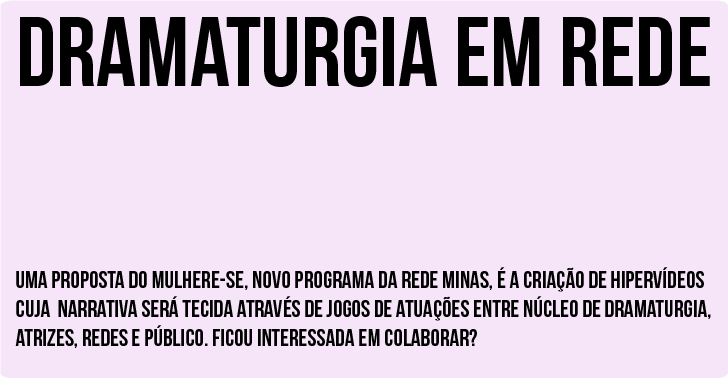 DRAMATURGIA EM REDE
UMA PROPOSTA DO MULHERE-SE, NOVO PROGRAMA DA REDE MINAS, É A CRIAÇÃO DE HIPERVÍDEOS
CUJA NARRATIVA SERÁ TECIDA ATRAVÉS DE JOGOS DE ATUAÇÕES ENTRE NÚCLEO DE DRAMATURGIA,
ATRIZES, REDES E PÚBLICO. FICOU INTERESSADA EM COLABORAR?